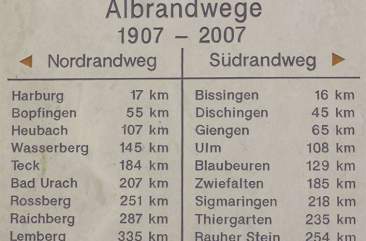 Albrandwege
1907 – 2007
Nordrandweg Südrandweg
Harburg 17 km Bissingen 16 km
Bopfingen 55 km Dischingen 45 km
Heubach 107 km Giengen 65 km
Wasserberg 145 km Ulm 108 km
Teck 184 km Blaubeuren 129 km
Bad Urach 207 km Zwiefalten 185 km
Rossberg 251 km Sigmaringen 218 km
Raichberg 287 km Thiergarten 235 km
Lemberg 335 km Rauher Stein 254 km